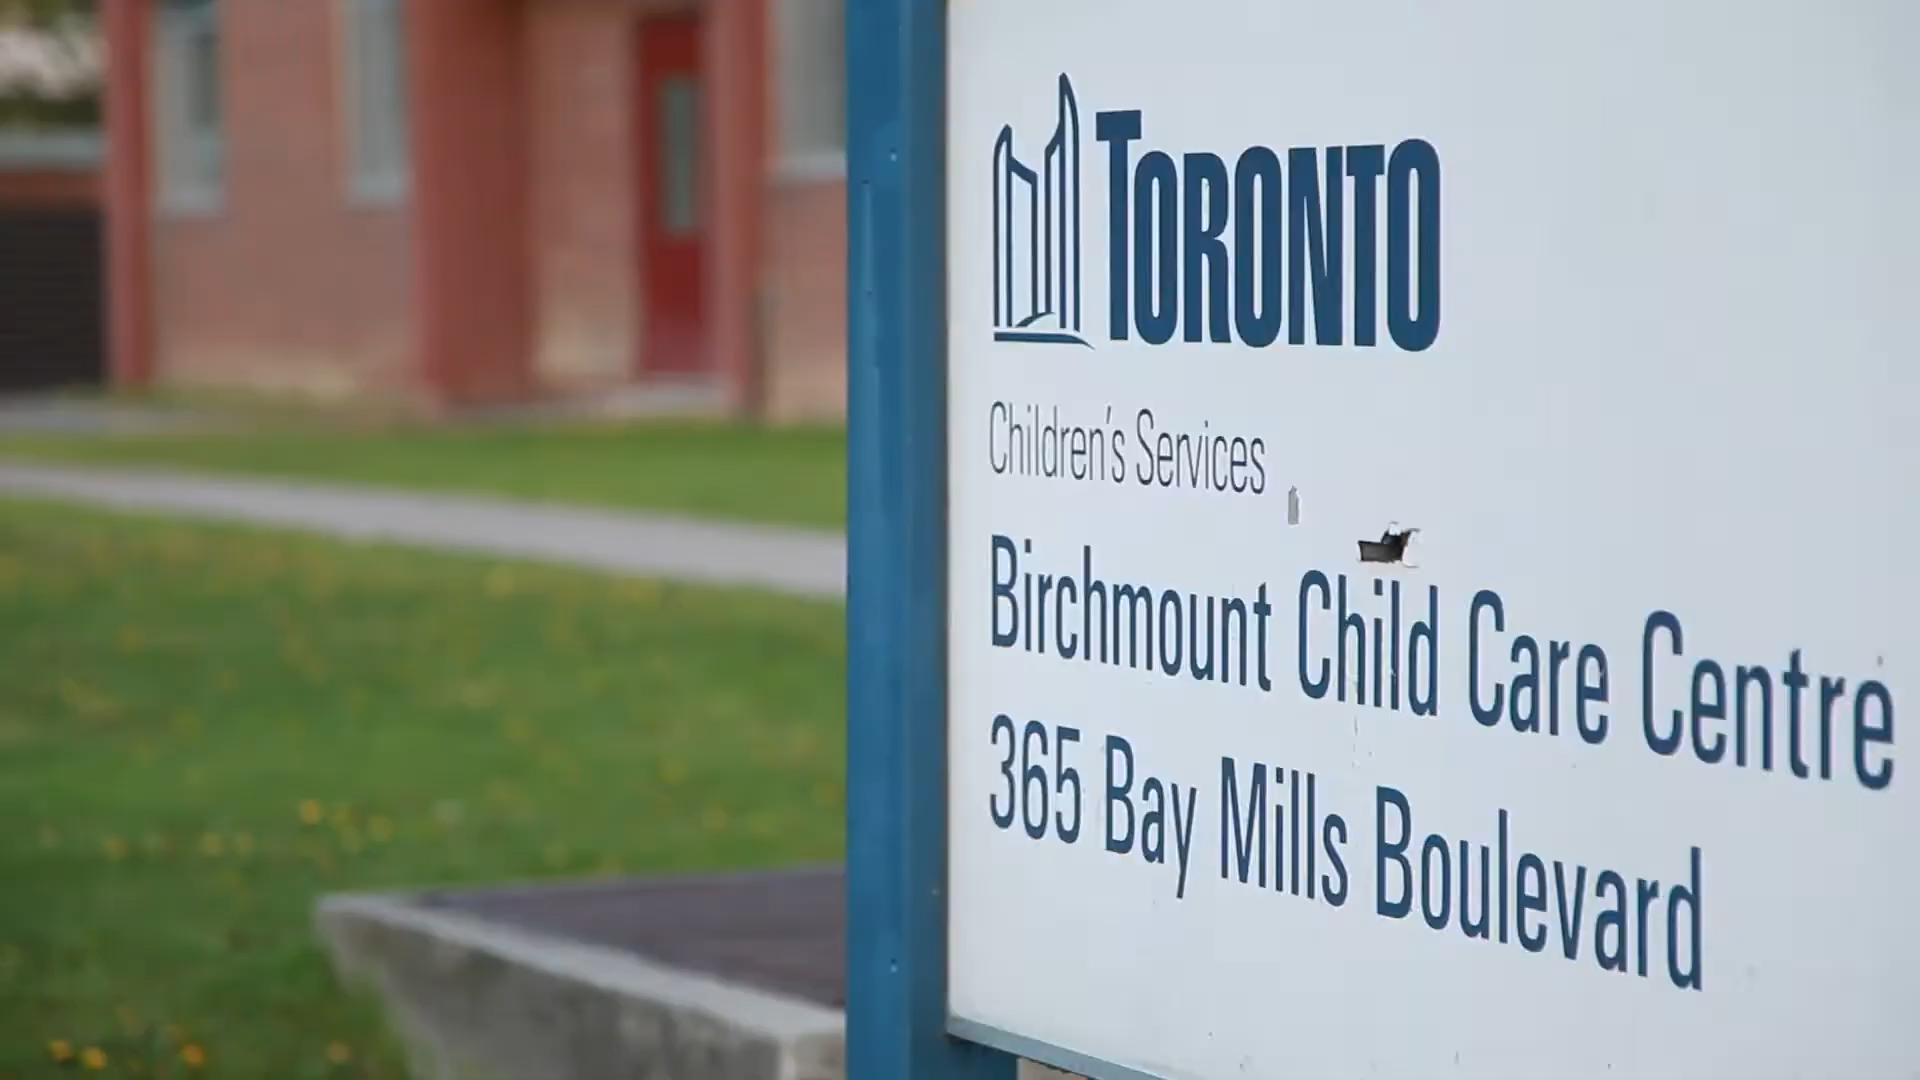 TORONTO
Children's Services
Birchmount Child Care Centre
365 Bay Mills Boulevard